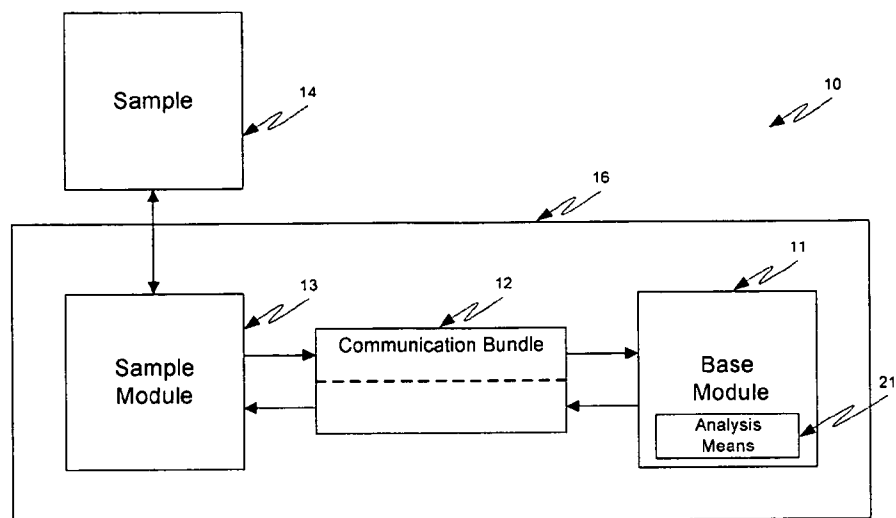 Sample
14
10
16
13
12
11
Communication Bundle
Sample
Module
Base
Module
21
Analysis
Means